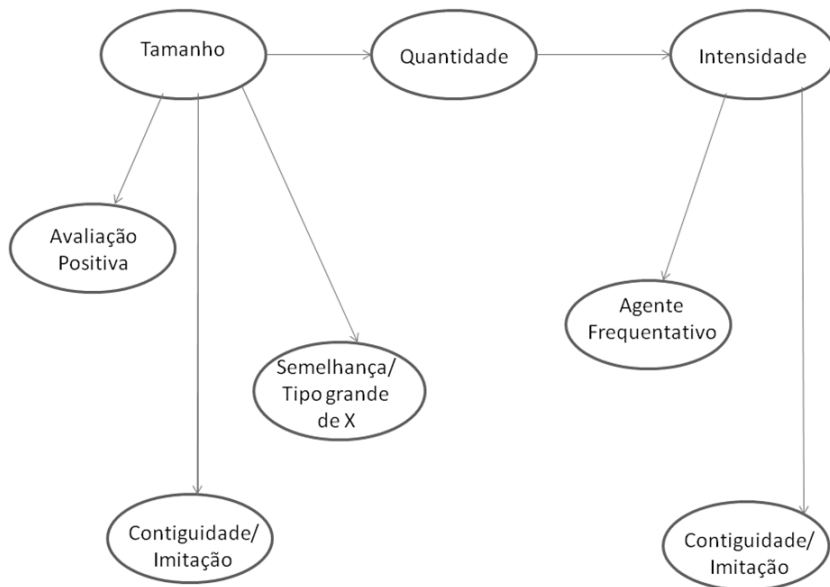 Tamanho
Quantidade
Intensidade
Avaliação
Positiva
Agente
Frequentativo
Semelhança/
Tipo grande
de X
Contiguidade/
Imitação
Contiguidade/
Imitação